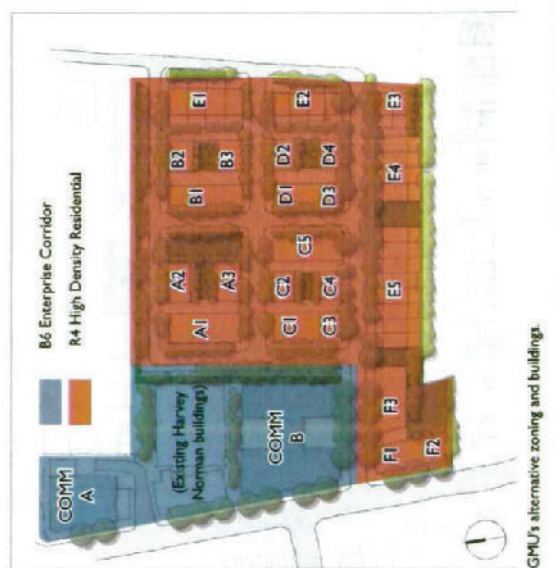 B6 Enterprise Corridor
R4 High Density Residential
COMM
A
(Existing Harvey
Norman buildings)
COMM
B
A1
A2
A3
B1
B2
B3
E1
C1
C2
C3
C4
C5
D1
D2
D3
D4
E2
F1
F3
F2
E5
E4
E3
GMU's alternative zoning and buildings.